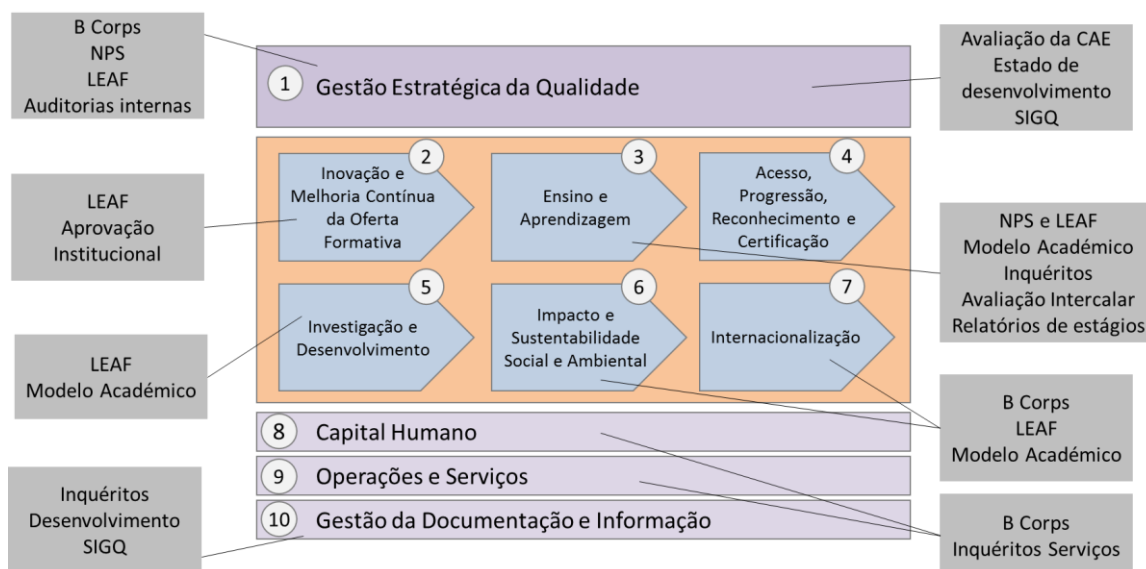 B Corps
NPS
LEAF
Auditorias internas
1 Gestão Estratégica da Qualidade
Avaliação da CAE
Estado de
desenvolvimento
SIGQ
2
Inovação e
Melhoria Contínua
da Oferta
Formativa
3
Ensino e
Aprendizagem
4
Acesso,
Progressão,
Reconhecimento e
Certificação
LEAF
Aprovação
Institucional
NPS e LEAF
Modelo Académico
Inquéritos
Avaliação Intercalar
Relatórios de estágios
5
Investigação e
Desenvolvimento
6
Impacto e
Sustentabilidade
Social e Ambiental
7
Internacionalização
LEAF
Modelo Académico
B Corps
LEAF
Modelo Académico
8 Capital Humano
9 Operações e Serviços
10 Gestão da Documentação e Informação
Inquéritos
Desenvolvimento
SIGQ
B Corps
Inquéritos Serviços